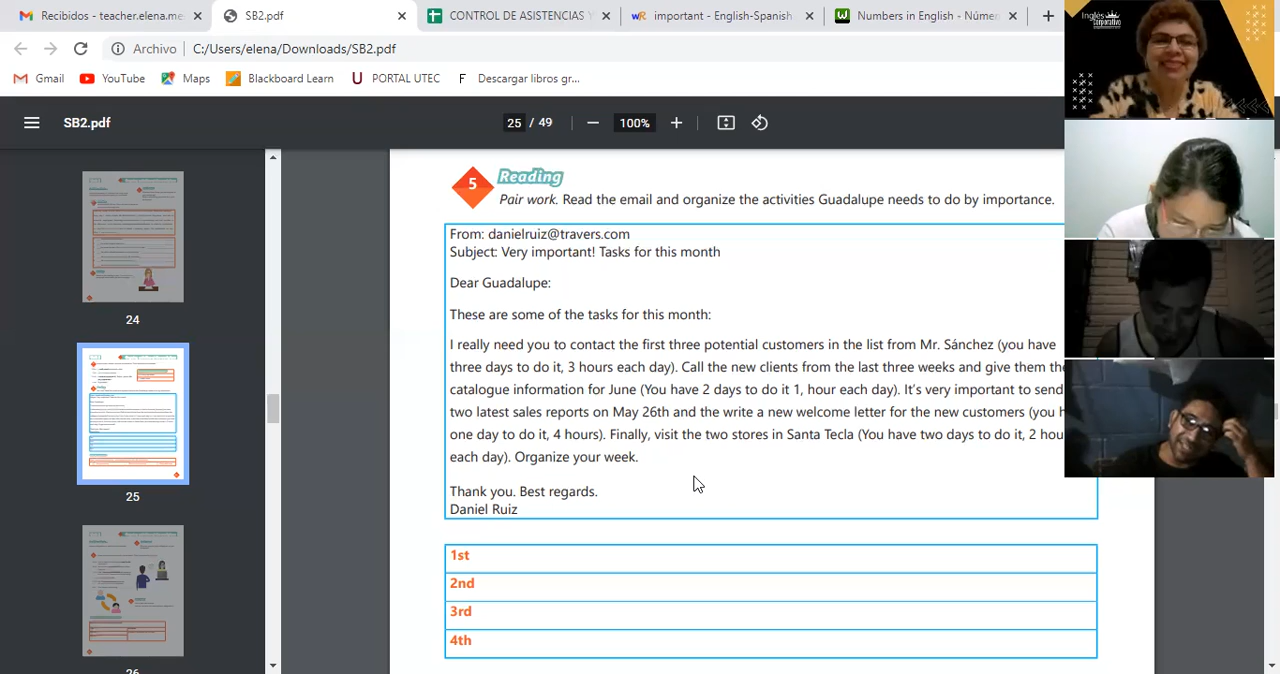 Recibidos - teacher.elena.me
SB2.pdf
CONTROL DE ASISTENCIAS Y
important - English-Spanish
Numbers in English - Númer
Archivo
C:/Users/elena/Downloads/SB2.pdf
Gmail
YouTube
Maps
Blackboard Learn
PORTAL UTEC
Descargar libros gr...
SB2.pdf
25 / 49
100%
24
25
26
5
Reading
Pair work. Read the email and organize the activities Guadalupe needs to do by importance.
From: danielruiz@travers.com
Subject: Very important! Tasks for this month
Dear Guadalupe:
These are some of the tasks for this month:
I really need you to contact the first three potential customers in the list from Mr. Sánchez (you have
three days to do it, 3 hours each day). Call the new clients from the last three weeks and give them the
catalogue information for June (You have 2 days to do it 1, hour each day). It's very important to send
two latest sales reports on May 26th and the write a new welcome letter for the new customers (you h
one day to do it, 4 hours). Finally, visit the two stores in Santa Tecla (You have two days to do it, 2 hou
each day). Organize your week.
Thank you. Best regards.
Daniel Ruiz
1st
2nd
3rd
4th
Inglés
corporativo